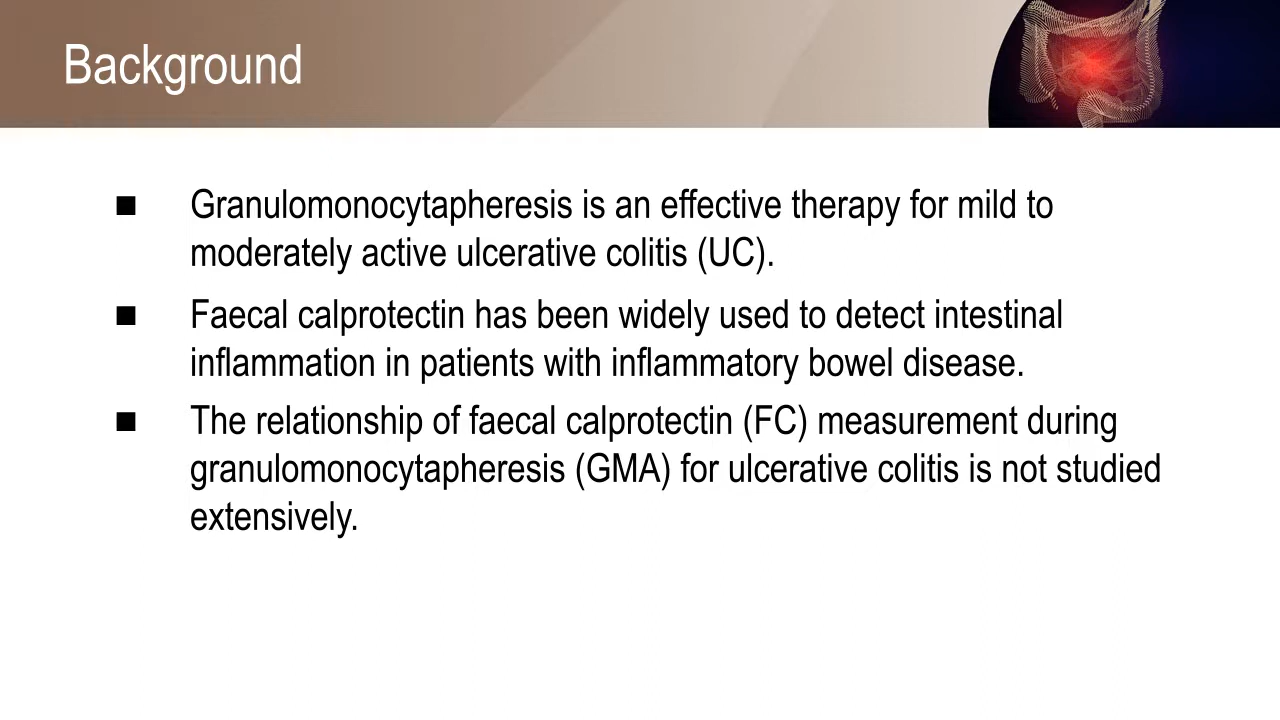 Background
■ Granulomonocytapheresis is an effective therapy for mild to
moderately active ulcerative colitis (UC).
■ Faecal calprotectin has been widely used to detect intestinal
inflammation in patients with inflammatory bowel disease.
■ The relationship of faecal calprotectin (FC) measurement during
granulomonocytapheresis (GMA) for ulcerative colitis is not studied
extensively.